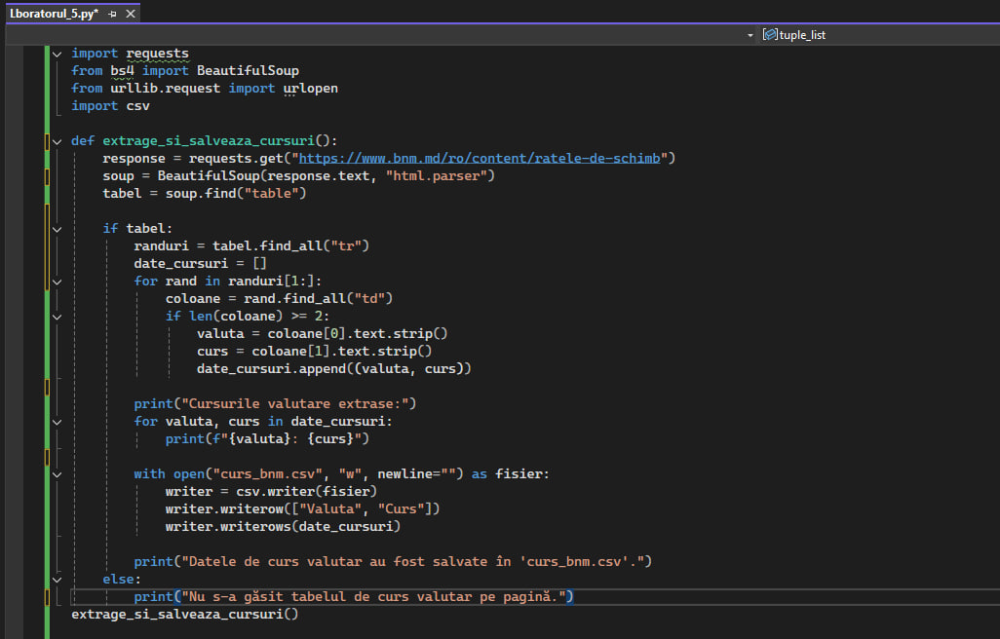 Lboratorul_5.py*
tuple_list
import requests
from bs4 import BeautifulSoup
from urllib.request import urlopen
import csv
def extrage_si_salveaza_cursuri():
    response = requests.get("https://www.bnm.md/ro/content/ratele-de-schimb")
    soup = BeautifulSoup(response.text, "html.parser")
    tabel = soup.find("table")
    if tabel:
        randuri = tabel.find_all("tr")
        date_cursuri = []
        for rand in randuri[1:]:
            coloane = rand.find_all("td")
            if len(coloane) >= 2:
                valuta = coloane[0].text.strip()
                curs = coloane[1].text.strip()
                date_cursuri.append((valuta, curs))
        print("Cursurile valutare extrase:")
        for valuta, curs in date_cursuri:
            print(f"{valuta}: {curs}")
        with open("curs_bnm.csv", "w", newline="") as fisier:
            writer = csv.writer(fisier)
            writer.writerow(["Valuta", "Curs"])
            writer.writerows(date_cursuri)
        print("Datele de curs valutar au fost salvate în 'curs_bnm.csv'.")
    else:
        print("Nu s-a găsit tabelul de curs valutar pe pagină.")
extrage_si_salveaza_cursuri()